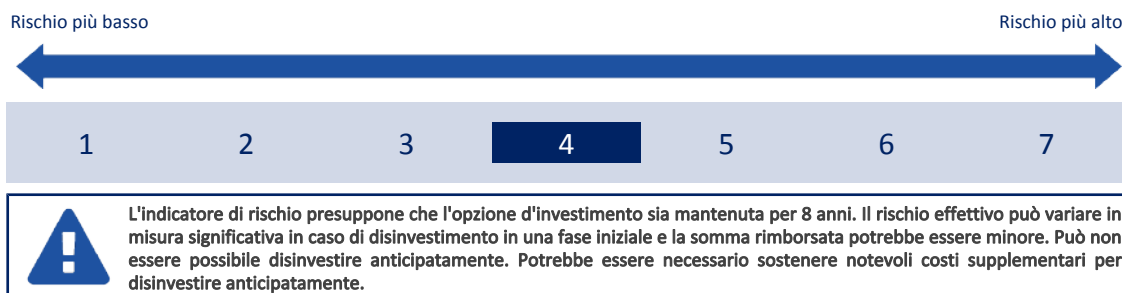 Rischio più basso Rischio più alto
1 2 3 4 5 6 7
L'indicatore di rischio presuppone che l'opzione d'investimento sia mantenuta per 8 anni. Il rischio effettivo può variare in
misura significativa in caso di disinvestimento in una fase iniziale e la somma rimborsata potrebbe essere minore. Può non
essere possibile disinvestire anticipatamente. Potrebbe essere necessario sostenere notevoli costi supplementari per
disinvestire anticipatamente.